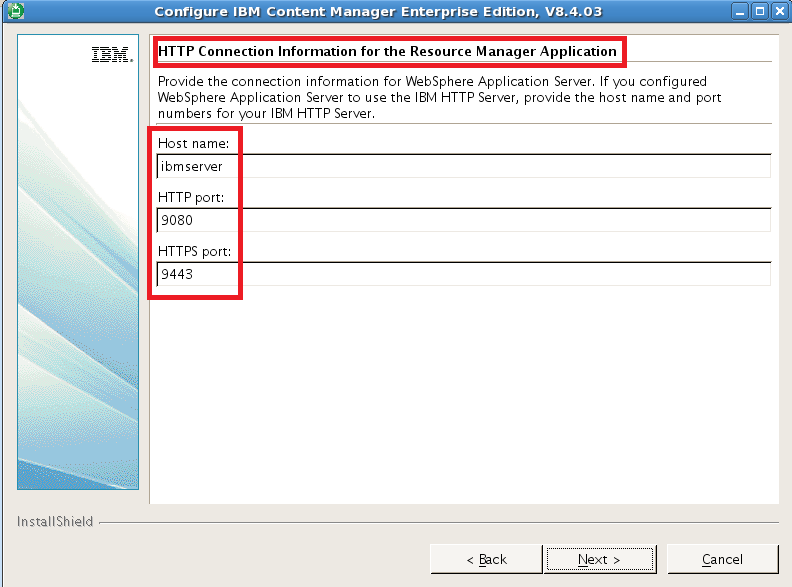 Configure IBM Content Manager Enterprise Edition, V8.4.03
IBM.
HTTP Connection Information for the Resource Manager Application
Provide the connection information for WebSphere Application Server. If you configured
WebSphere Application Server to use the IBM HTTP Server, provide the host name and port
numbers for your IBM HTTP Server.
Host name:
ibmserver
HTTP port:
9080
HTTPS port:
9443
InstallShield
< Back
Next >
Cancel